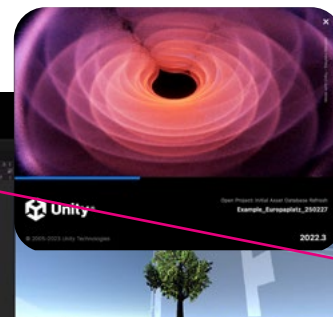 Unity®
Open Project: Initial Asset Database Refresh
Example_Europaplatz_250227
© 2005-2023 Unity Technologies
2022.3